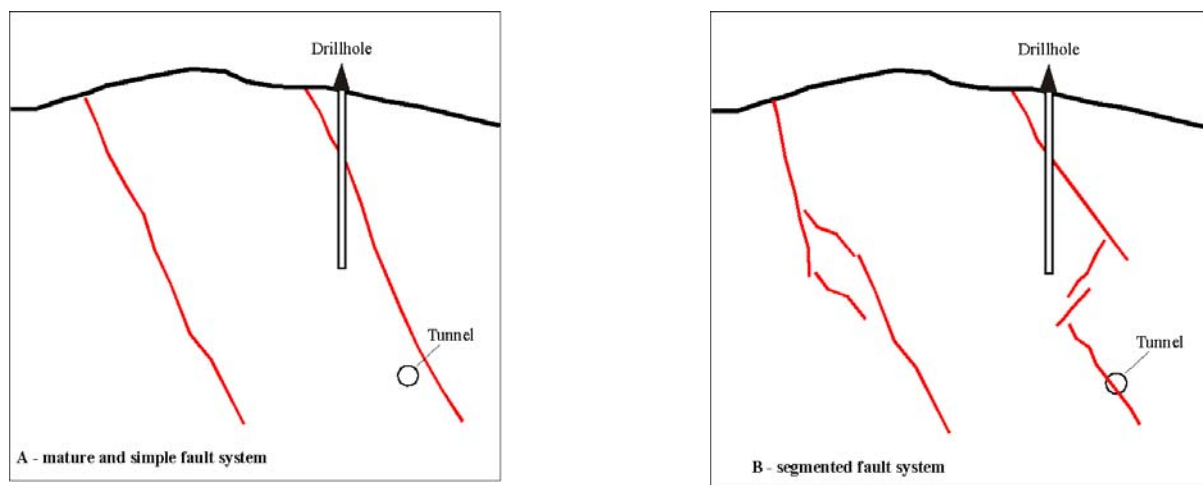 Drillhole
Tunnel
A - mature and simple fault system
Drillhole
Tunnel
B - segmented fault system